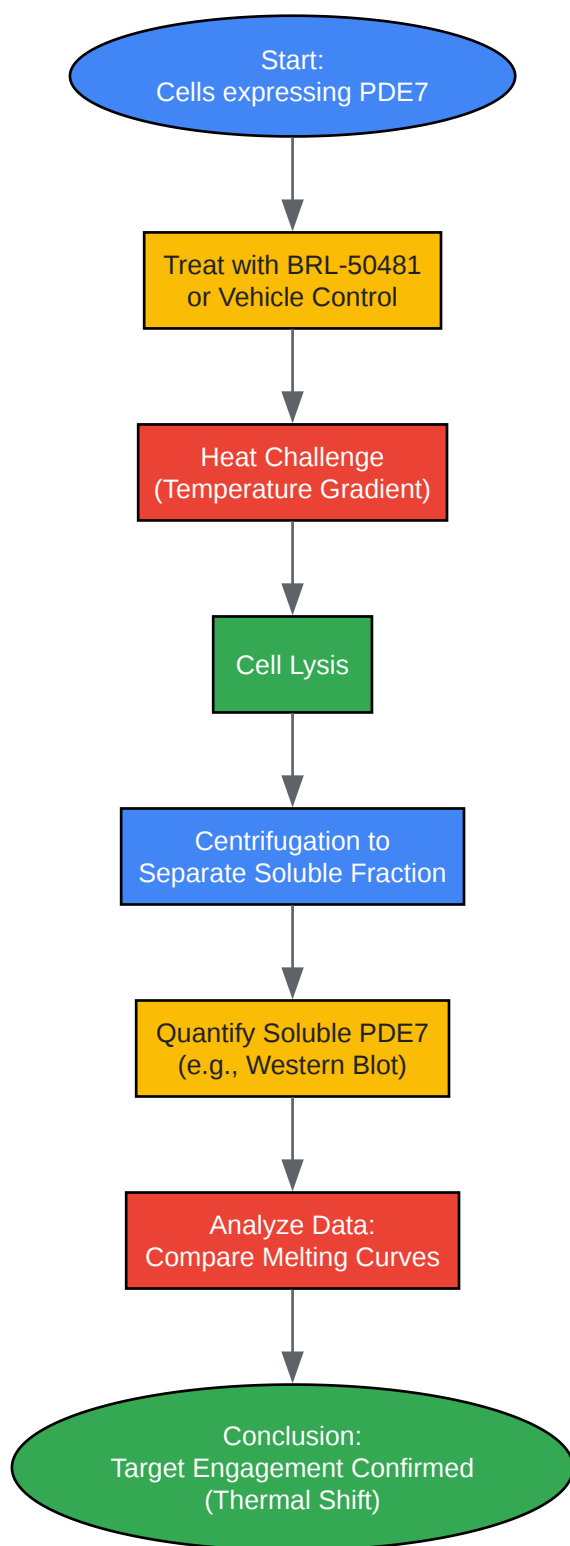 Start:
Cells expressing PDE7
Treat with BRL-50481
or Vehicle Control
Heat Challenge
(Temperature Gradient)
Cell Lysis
Centrifugation to
Separate Soluble Fraction
Quantify Soluble PDE7
(e.g., Western Blot)
Analyze Data:
Compare Melting Curves
Conclusion:
Target Engagement Confirmed
(Thermal Shift)